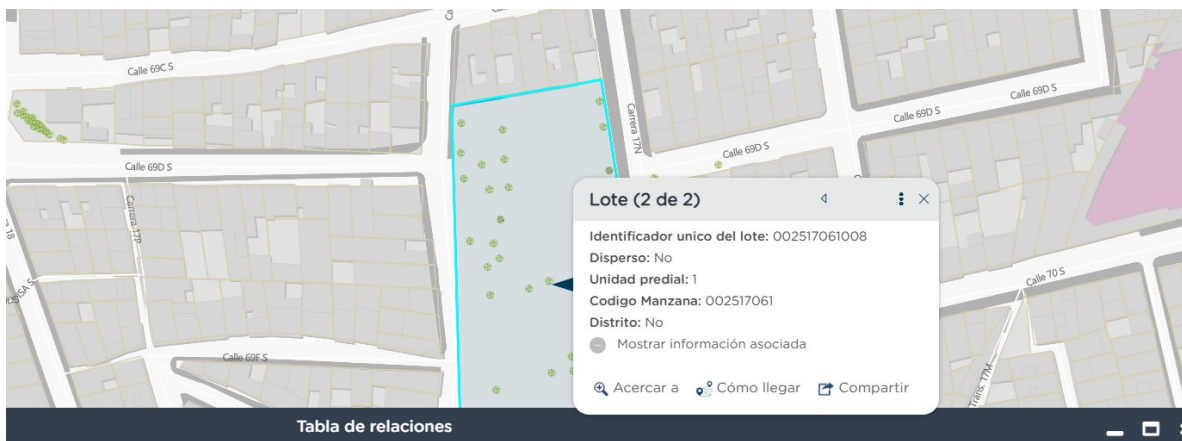 Calle 69C S
Carrera 17N
Calle 69D S
Calle 69D S
Calle 69D S
Calle 69D S
Carrera 17P
Lote (2 de 2)
Identificador unico del lote: 002517061008
Disperso: No
Unidad predial: 1
Codigo Manzana: 002517061
Distrito: No
Mostrar información asociada
Acercar a Cómo llegar Compartir
Calle 70 S
Calle 69F S
Trans. 17M
Tabla de relaciones